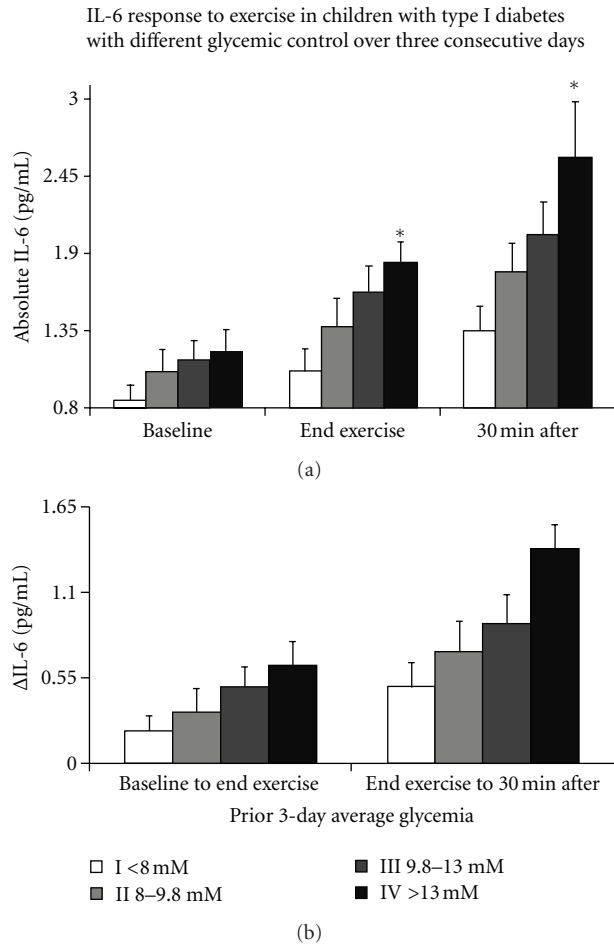 IL-6 response to exercise in children with type I diabetes
with different glycemic control over three consecutive days
Absolute IL-6 (pg/mL)
3
2.45
1.9
1.35
0.8
*
*
Baseline
End exercise
30 min after
(a)
ΔIL-6 (pg/mL)
1.65
1.1
0.55
0
Baseline to end exercise
End exercise to 30 min after
Prior 3-day average glycemia
I <8 mM
II 8–9.8 mM
III 9.8–13 mM
IV >13 mM
(b)